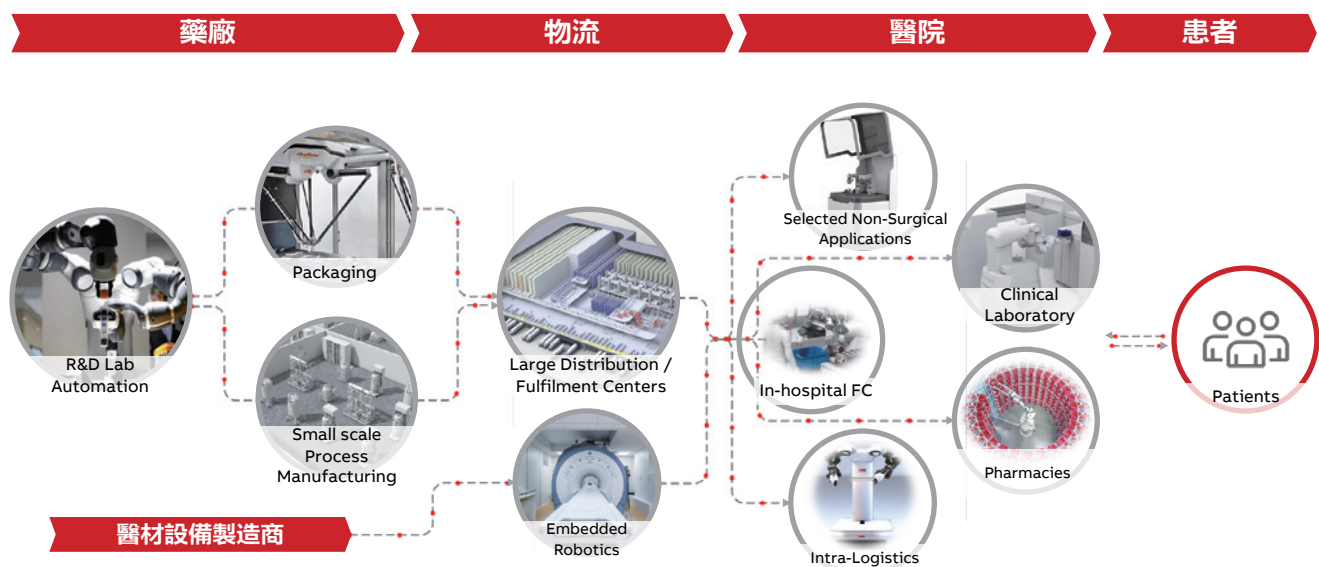 藥廠
物流
醫院
患者
Packaging
R&D Lab
Automation
Small scale
Process
Manufacturing
Large Distribution /
Fulfilment Centers
Embedded
Robotics
醫材設備製造商
Selected Non-Surgical
Applications
In-hospital FC
Intra-Logistics
Clinical
Laboratory
Pharmacies
Patients